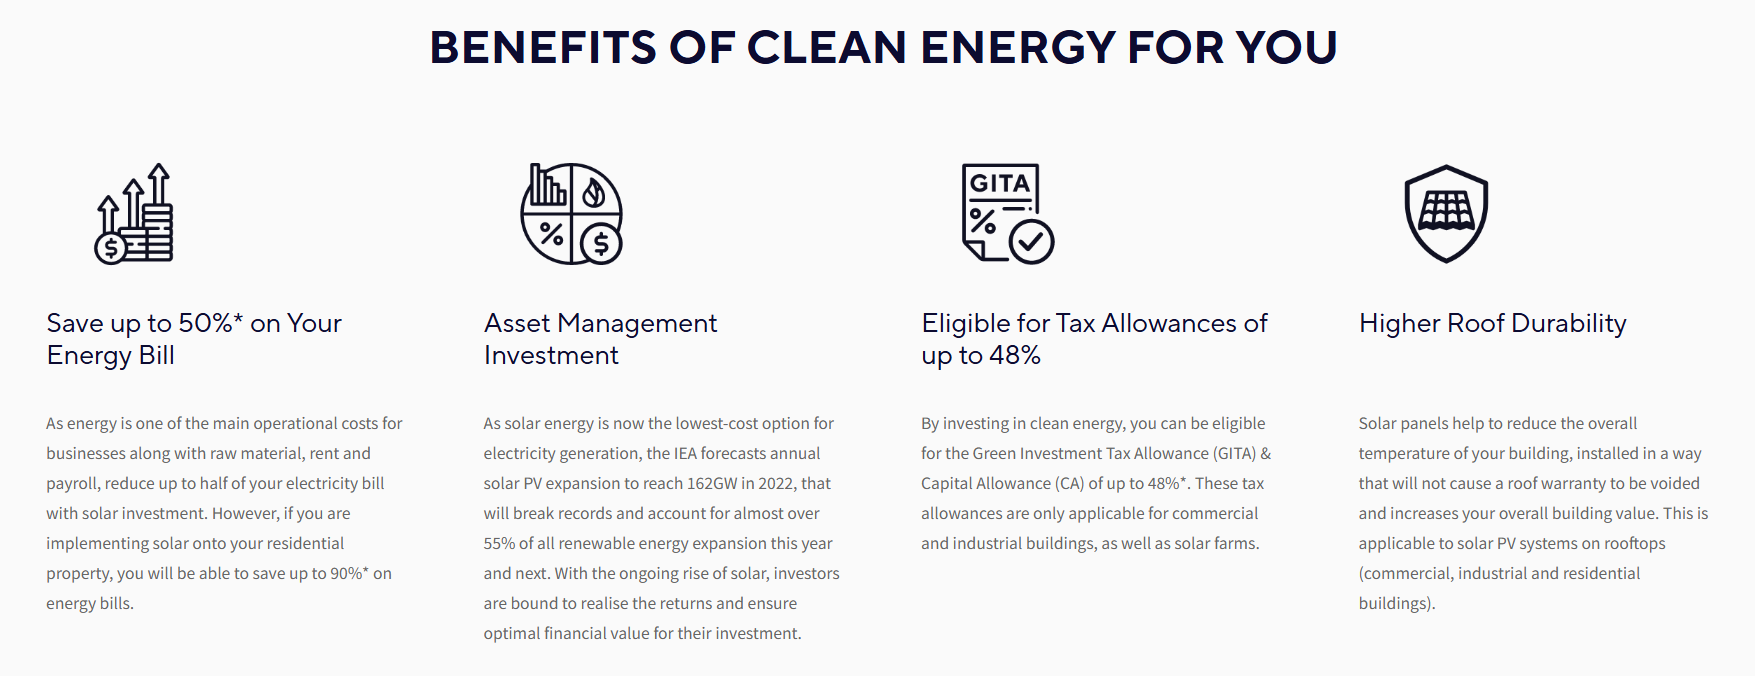 BENEFITS OF CLEAN ENERGY FOR YOU
Save up to 50%* on Your
Energy Bill
As energy is one of the main operational costs for
businesses along with raw material, rent and
payroll, reduce up to half of your electricity bill
with solar investment. However, if you are
implementing solar onto your residential
property, you will be able to save up to 90%* on
energy bills.
%
$
$
Asset Management
Investment
As solar energy is now the lowest-cost option for
electricity generation, the IEA forecasts annual
solar PV expansion to reach 162GW in 2022, that
will break records and account for almost over
55% of all renewable energy expansion this year
and next. With the ongoing rise of solar, investors
are bound to realise the returns and ensure
optimal financial value for their investment.
GITA
%
Eligible for Tax Allowances of
up to 48%
By investing in clean energy, you can be eligible
for the Green Investment Tax Allowance (GITA) &
Capital Allowance (CA) of up to 48%*. These tax
allowances are only applicable for commercial
and industrial buildings, as well as solar farms.
Higher Roof Durability
Solar panels help to reduce the overall
temperature of your building, installed in a way
that will not cause a roof warranty to be voided
and increases your overall building value. This is
applicable to solar PV systems on rooftops
(commercial, industrial and residential
buildings).